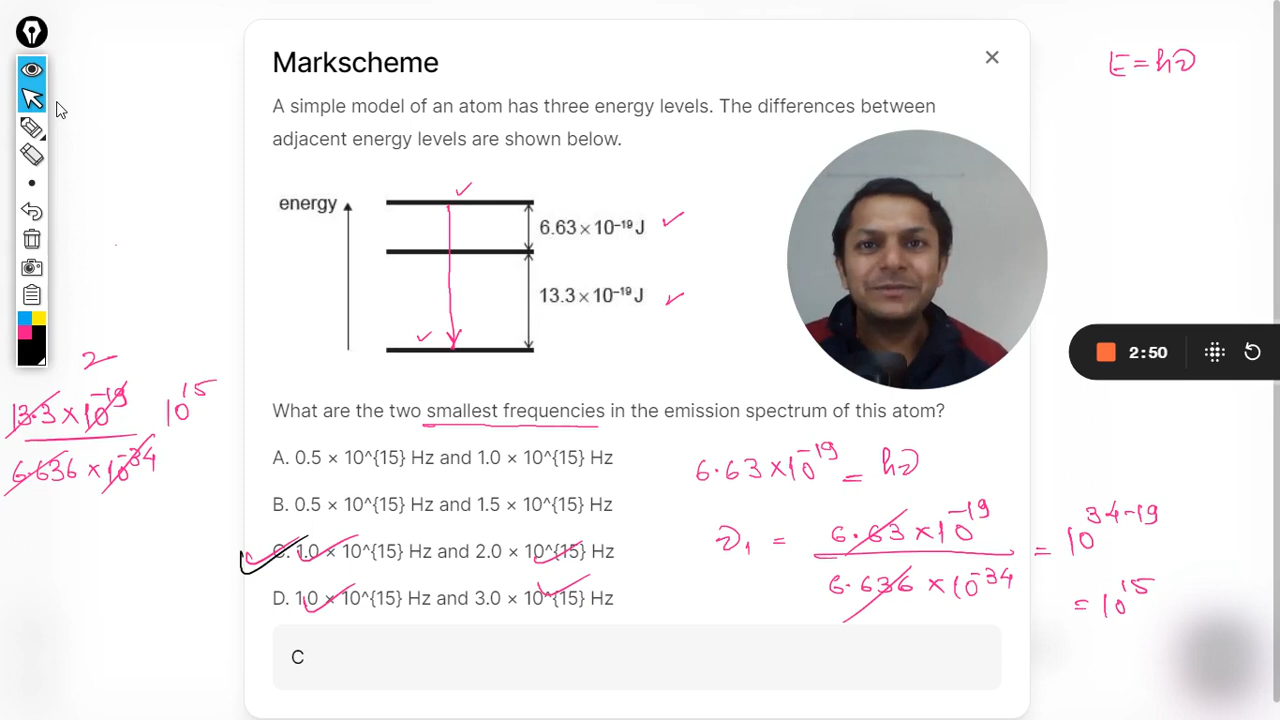 Markscheme
A simple model of an atom has three energy levels. The differences between
adjacent energy levels are shown below.
energy
6.63 × 10⁻¹⁹ J
13.3 × 10⁻¹⁹ J
What are the two smallest frequencies in the emission spectrum of this atom?
A. 0.5 × 10^{15} Hz and 1.0 × 10^{15} Hz
B. 0.5 × 10^{15} Hz and 1.5 × 10^{15} Hz
C. 1.0 × 10^{15} Hz and 2.0 × 10^{15} Hz
D. 1.0 × 10^{15} Hz and 3.0 × 10^{15} Hz
C
E = hν
2:50
2
13.3 × 10⁻¹⁹
6.636 × 10⁻³⁴
10¹⁵
6.63 × 10⁻¹⁹ = hν
ν₁ =
6.63 × 10⁻¹⁹
6.636 × 10⁻³⁴
= 10³⁴⁻¹⁹
= 10¹⁵